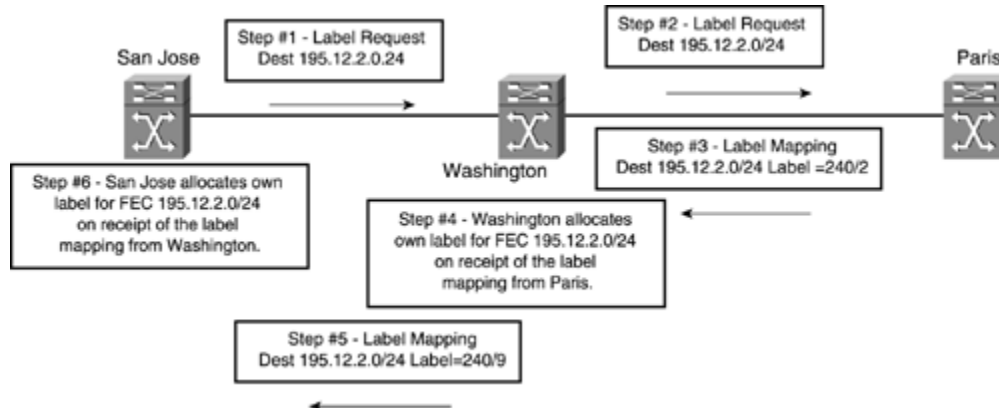 Step #1 - Label Request
Dest 195.12.2.0.24
Step #2 - Label Request
Dest 195.12.2.0/24
San Jose
Paris
Washington
Step #3 - Label Mapping
Dest 195.12.2.0/24 Label =240/2
Step #6 - San Jose allocates own
label for FEC 195.12.2.0/24
on receipt of the label
mapping from Washington.
Step #4 - Washington allocates
own label for FEC 195.12.2.0/24
on receipt of the label
mapping from Paris.
Step #5 - Label Mapping
Dest 195.12.2.0/24 Label=240/9